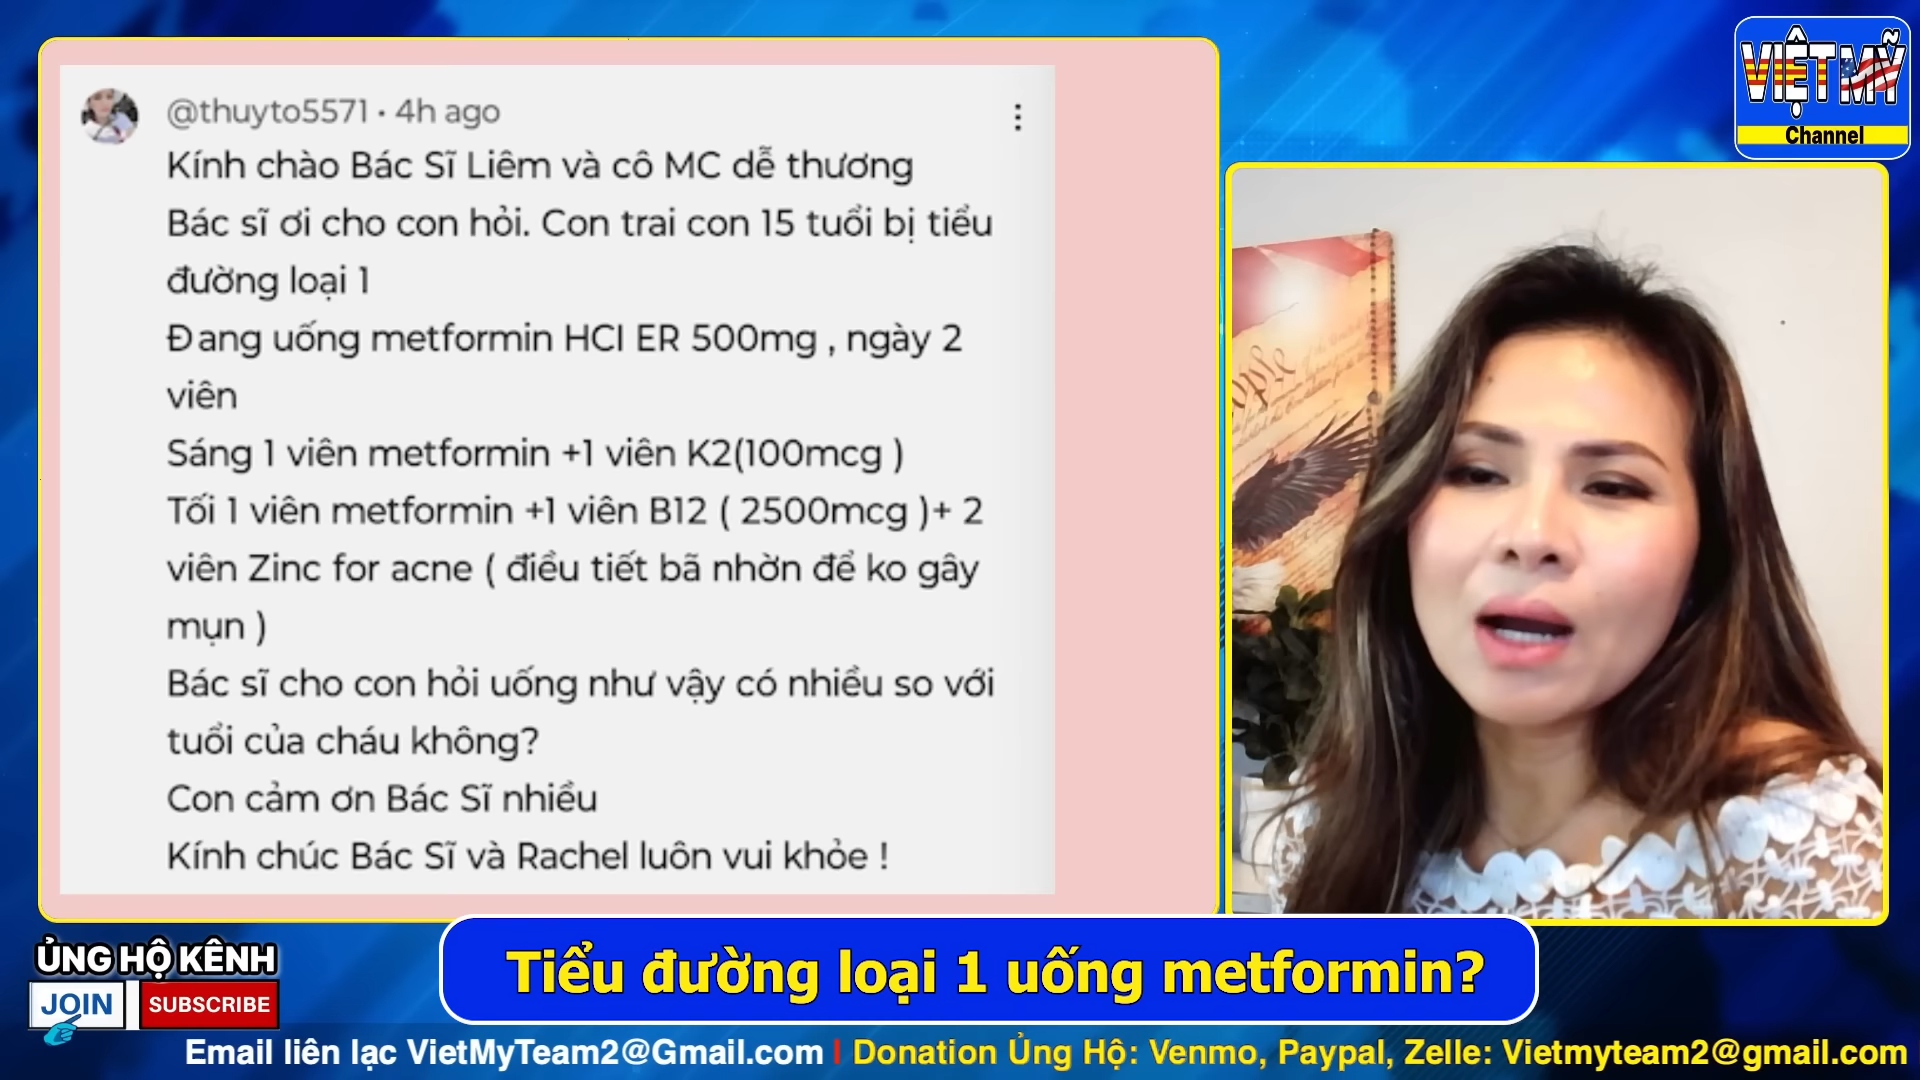 VIỆT MỸ
Channel
@thuyto5571 • 4h ago
Kính chào Bác Sĩ Liêm và cô MC dễ thương
Bác sĩ ơi cho con hỏi. Con trai con 15 tuổi bị tiểu
đường loại 1
Đang uống metformin HCI ER 500mg , ngày 2
viên
Sáng 1 viên metformin +1 viên K2(100mcg )
Tối 1 viên metformin +1 viên B12 ( 2500mcg )+ 2
viên Zinc for acne ( điều tiết bã nhờn để ko gây
mụn )
Bác sĩ cho con hỏi uống như vậy có nhiều so với
tuổi của cháu không?
Con cảm ơn Bác Sĩ nhiều
Kính chúc Bác Sĩ và Rachel luôn vui khỏe !
ople
ỦNG HỘ KÊNH
JOIN SUBSCRIBE
Tiểu đường loại 1 uống metformin?
Email liên lạc VietMyTeam2@Gmail.com I Donation Ủng Hộ: Venmo, Paypal, Zelle: Vietmyteam2@gmail.com